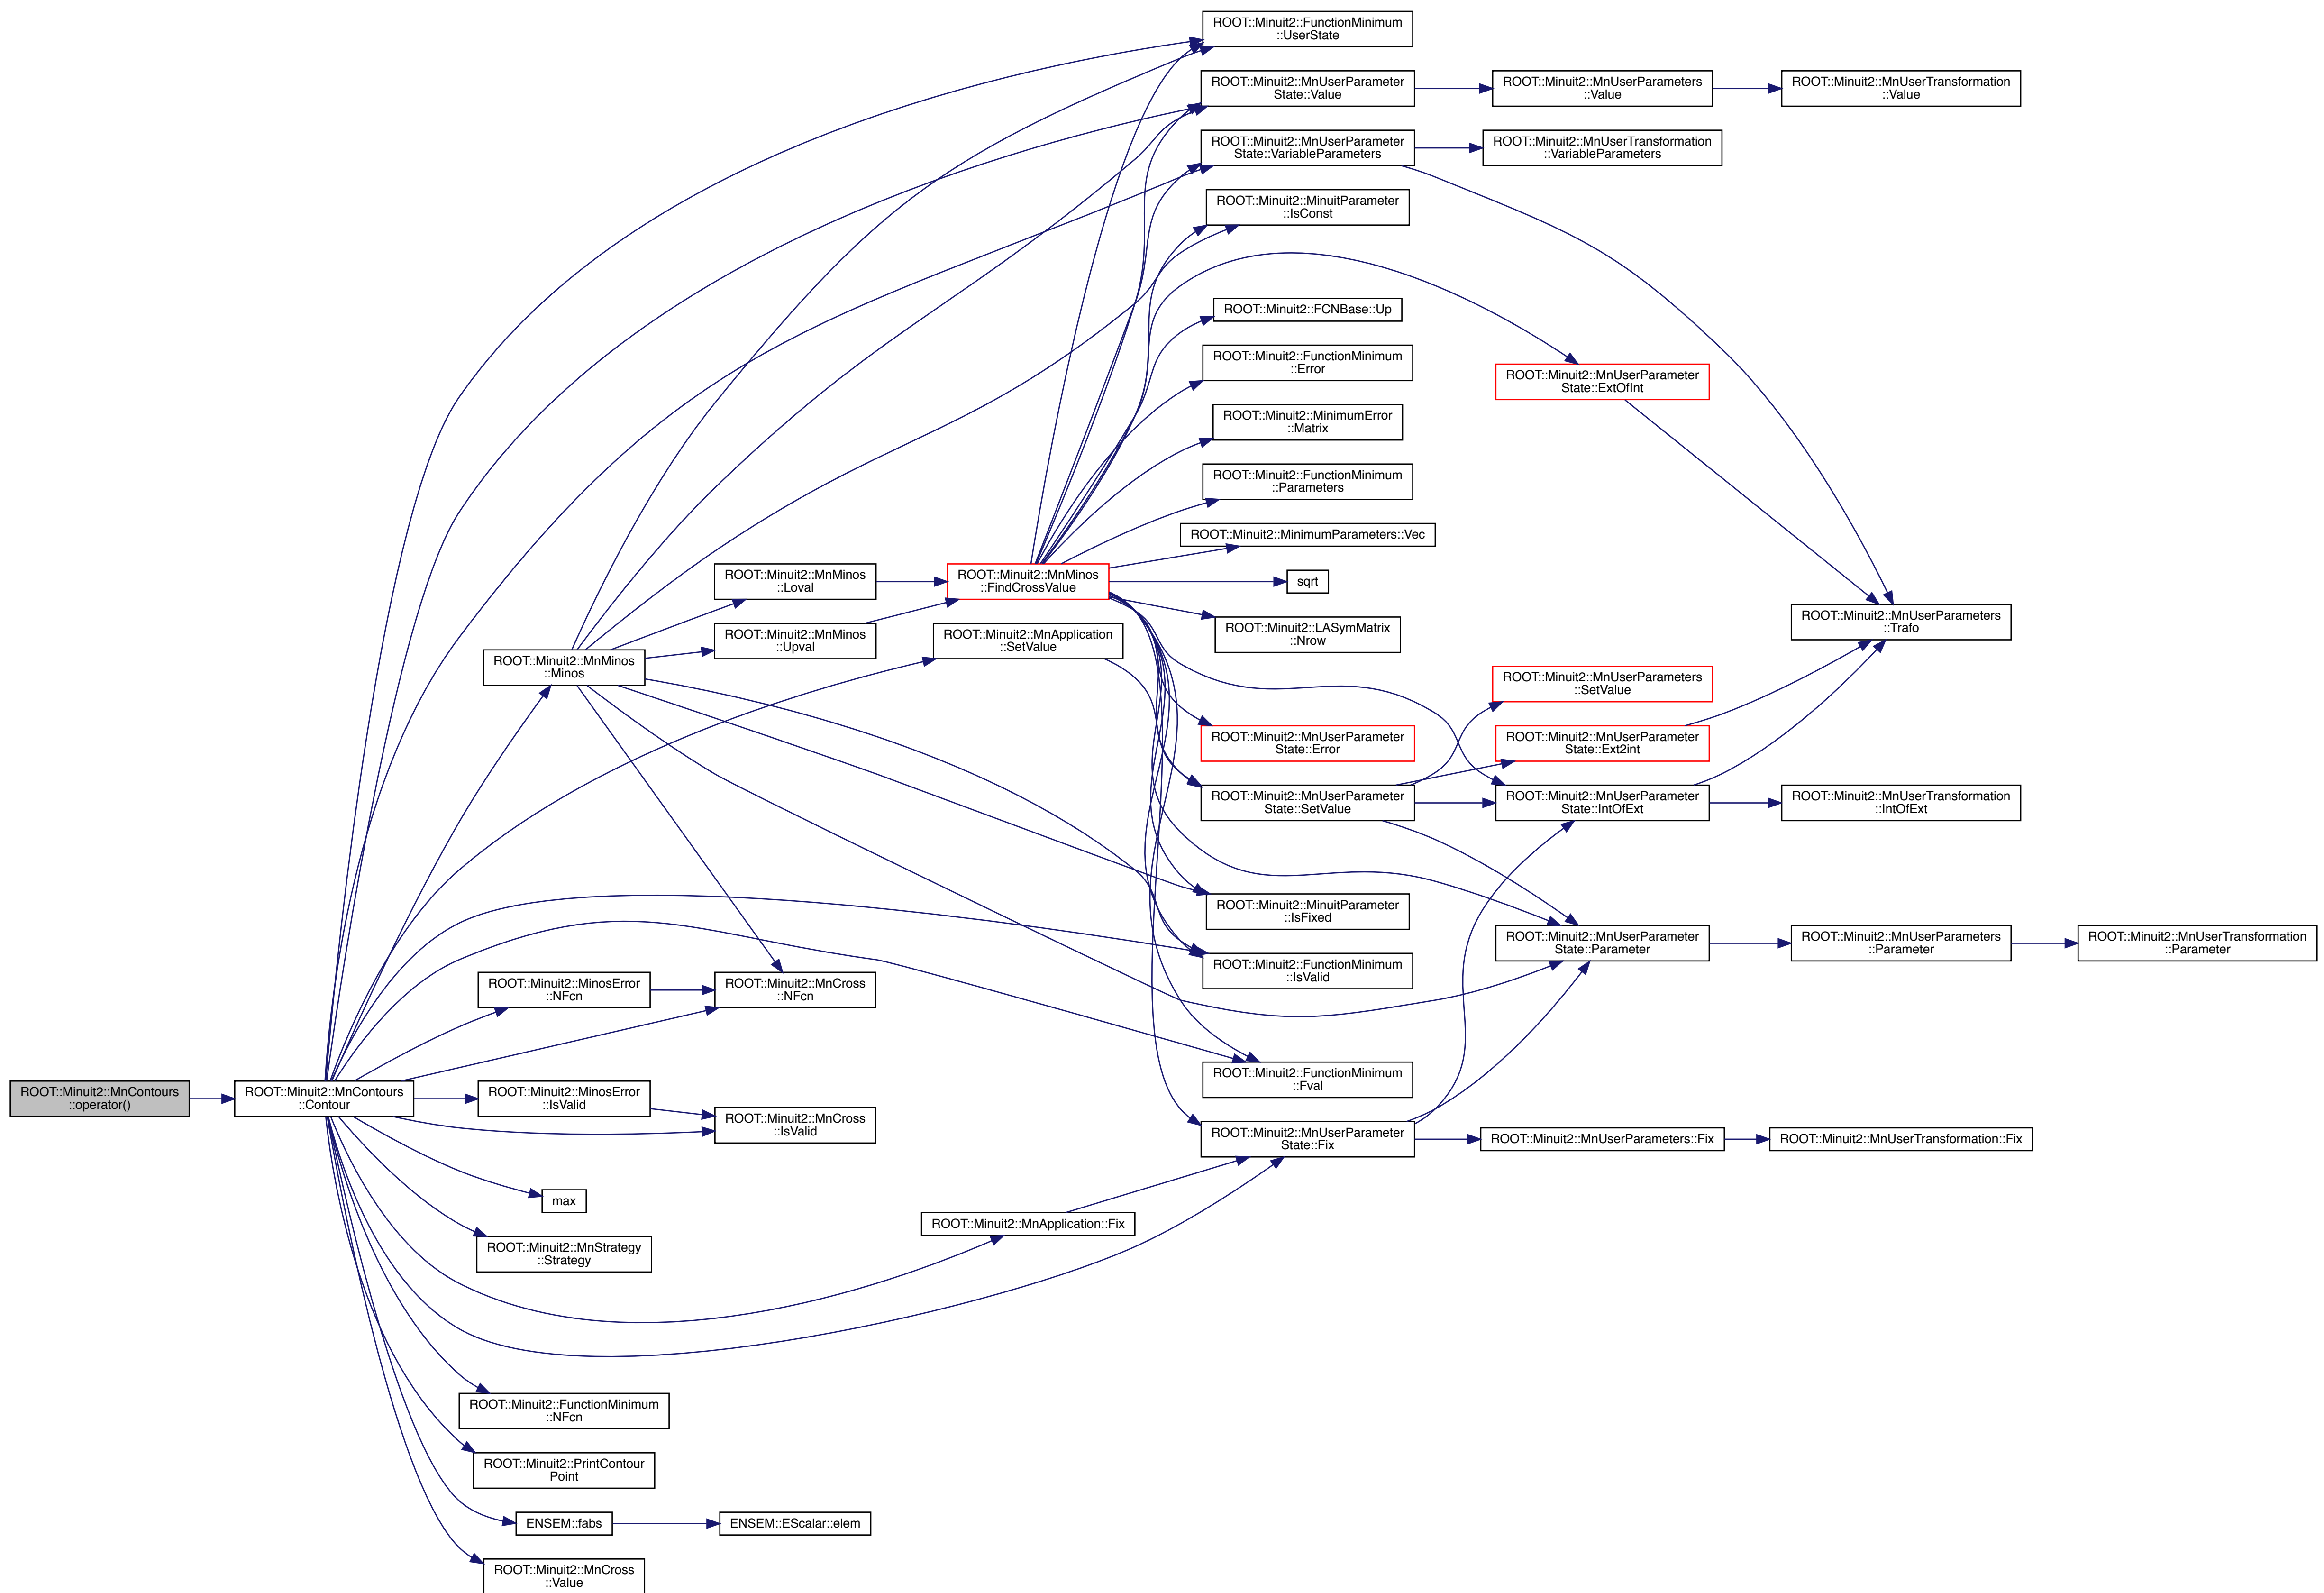 ROOT::Minuit2::FunctionMinimum
::UserState
ROOT::Minuit2::MnUserParameter
State::Value
ROOT::Minuit2::MnUserParameters
::Value
ROOT::Minuit2::MnUserTransformation
::Value
ROOT::Minuit2::MnUserParameter
State::VariableParameters
ROOT::Minuit2::MnUserTransformation
::VariableParameters
ROOT::Minuit2::MinuitParameter
::IsConst
ROOT::Minuit2::FCNBase::Up
ROOT::Minuit2::FunctionMinimum
::Error
ROOT::Minuit2::MnUserParameter
State::ExtOfInt
ROOT::Minuit2::MinimumError
::Matrix
ROOT::Minuit2::FunctionMinimum
::Parameters
ROOT::Minuit2::MinimumParameters::Vec
ROOT::Minuit2::MnMinos
::Loval
ROOT::Minuit2::MnMinos
::FindCrossValue
sqrt
ROOT::Minuit2::MnMinos
::Upval
ROOT::Minuit2::MnApplication
::SetValue
ROOT::Minuit2::LASymMatrix
::Nrow
ROOT::Minuit2::MnUserParameters
::Trafo
ROOT::Minuit2::MnMinos
::Minos
ROOT::Minuit2::MnUserParameters
::SetValue
ROOT::Minuit2::MnUserParameter
State::Error
ROOT::Minuit2::MnUserParameter
State::Ext2int
ROOT::Minuit2::MnUserParameter
State::SetValue
ROOT::Minuit2::MnUserParameter
State::IntOfExt
ROOT::Minuit2::MnUserTransformation
::IntOfExt
ROOT::Minuit2::MinuitParameter
::IsFixed
ROOT::Minuit2::MnUserParameter
State::Parameter
ROOT::Minuit2::MnUserParameters
::Parameter
ROOT::Minuit2::MnUserTransformation
::Parameter
ROOT::Minuit2::FunctionMinimum
::IsValid
ROOT::Minuit2::MinosError
::NFcn
ROOT::Minuit2::MnCross
::NFcn
ROOT::Minuit2::FunctionMinimum
::Fval
ROOT::Minuit2::MnContours
::operator()
ROOT::Minuit2::MnContours
::Contour
ROOT::Minuit2::MinosError
::IsValid
ROOT::Minuit2::MnCross
::IsValid
ROOT::Minuit2::MnUserParameter
State::Fix
ROOT::Minuit2::MnUserParameters::Fix
ROOT::Minuit2::MnUserTransformation::Fix
max
ROOT::Minuit2::MnApplication::Fix
ROOT::Minuit2::MnStrategy
::Strategy
ROOT::Minuit2::FunctionMinimum
::NFcn
ROOT::Minuit2::PrintContour
Point
ENSEM::fabs
ENSEM::EScalar::elem
ROOT::Minuit2::MnCross
::Value